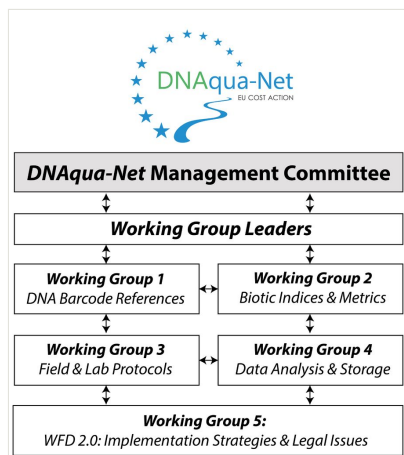 DNAqua-Net
EU COST ACTION
DNAqua-Net Management Committee
Working Group Leaders
Working Group 1
DNA Barcode References
Working Group 2
Biotic Indices & Metrics
Working Group 3
Field & Lab Protocols
Working Group 4
Data Analysis & Storage
Working Group 5:
WFD 2.0: Implementation Strategies & Legal Issues